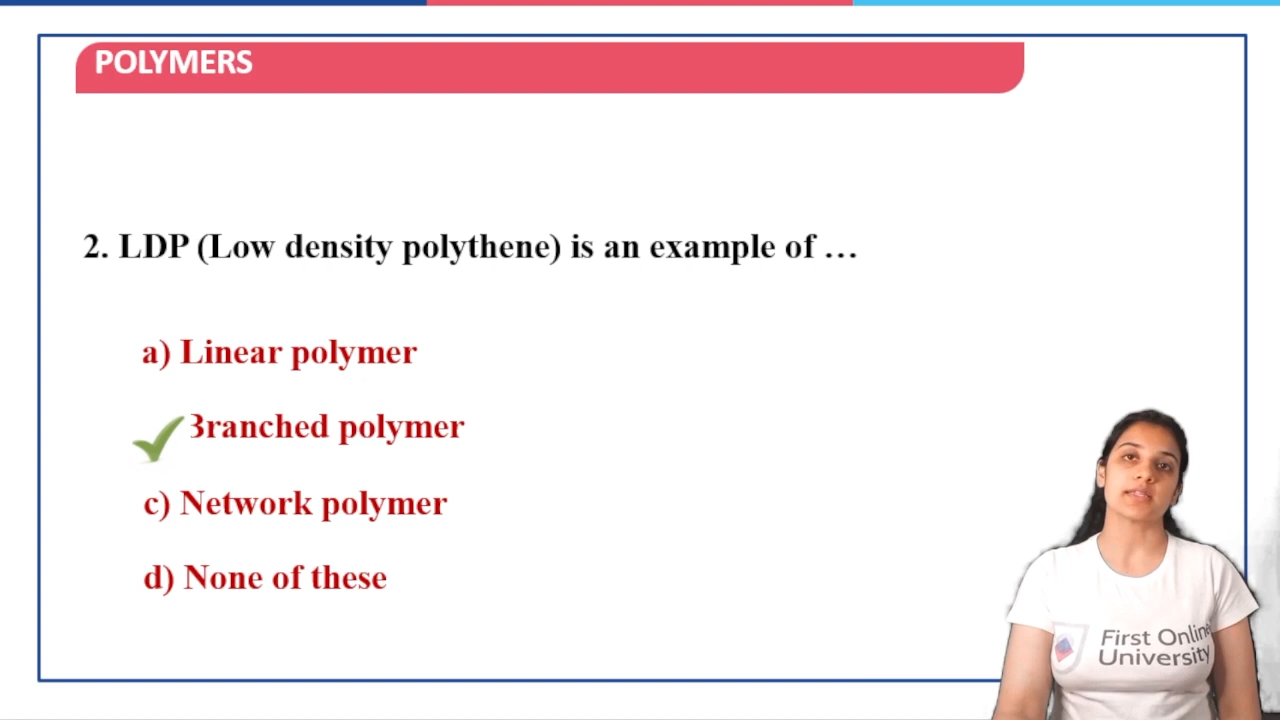 POLYMERS
2. LDP (Low density polythene) is an example of …
a) Linear polymer
Branched polymer
c) Network polymer
d) None of these
First Online
University